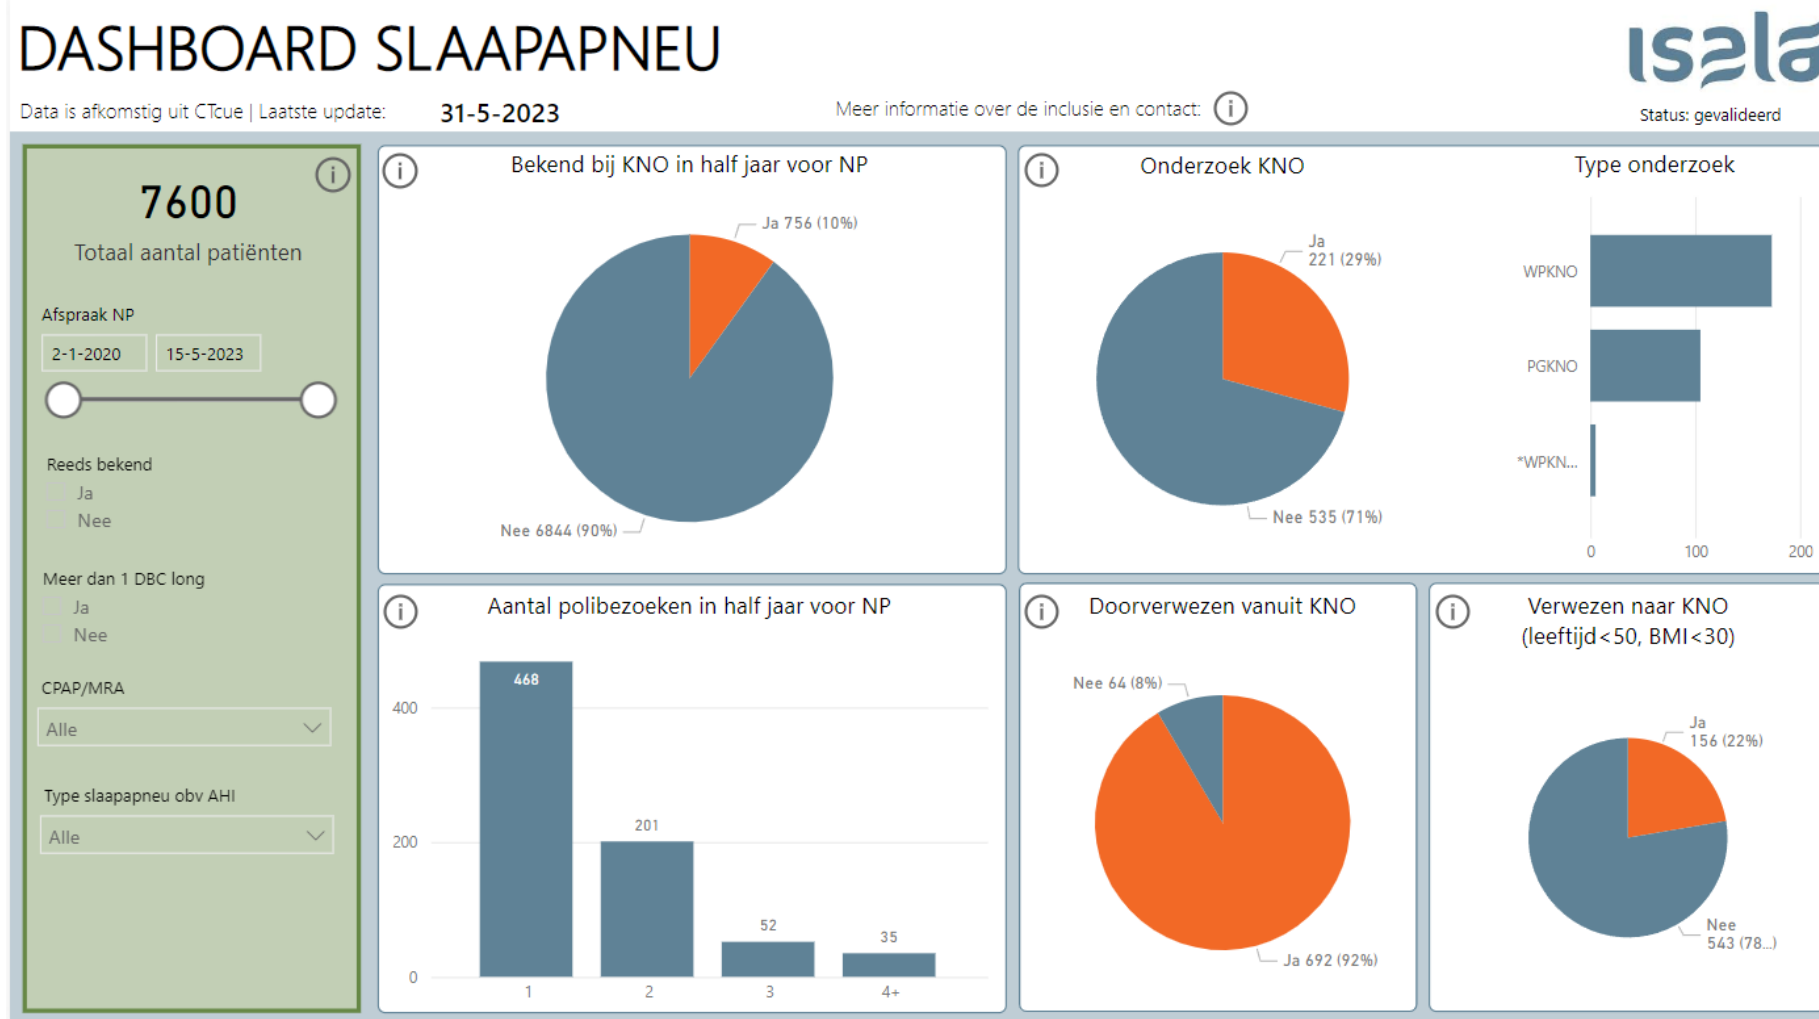 DASHBOARD SLAAPAPNEU
isala
Data is afkomstig uit CTcue | Laatste update:
31-5-2023
Meer informatie over de inclusie en contact:
i
Status: gevalideerd
i
7600
Totaal aantal patiënten
Afspraak NP
2-1-2020
15-5-2023
Reeds bekend
Ja
Nee
Meer dan 1 DBC long
Ja
Nee
CPAP/MRA
Alle
Type slaapapneu obv AHI
Alle
i
Bekend bij KNO in half jaar voor NP
Ja 756 (10%)
Nee 6844 (90%)
i
Onderzoek KNO
Ja
221 (29%)
Nee 535 (71%)
Type onderzoek
WPKNO
PGKNO
*WPKN...
0
100
200
i
Aantal polibezoeken in half jaar voor NP
400
200
0
468
201
52
35
1
2
3
4+
i
Doorverwezen vanuit KNO
Nee 64 (8%)
Ja 692 (92%)
i
Verwezen naar KNO
(leeftijd<50, BMI<30)
Ja
156 (22%)
Nee
543 (78...)